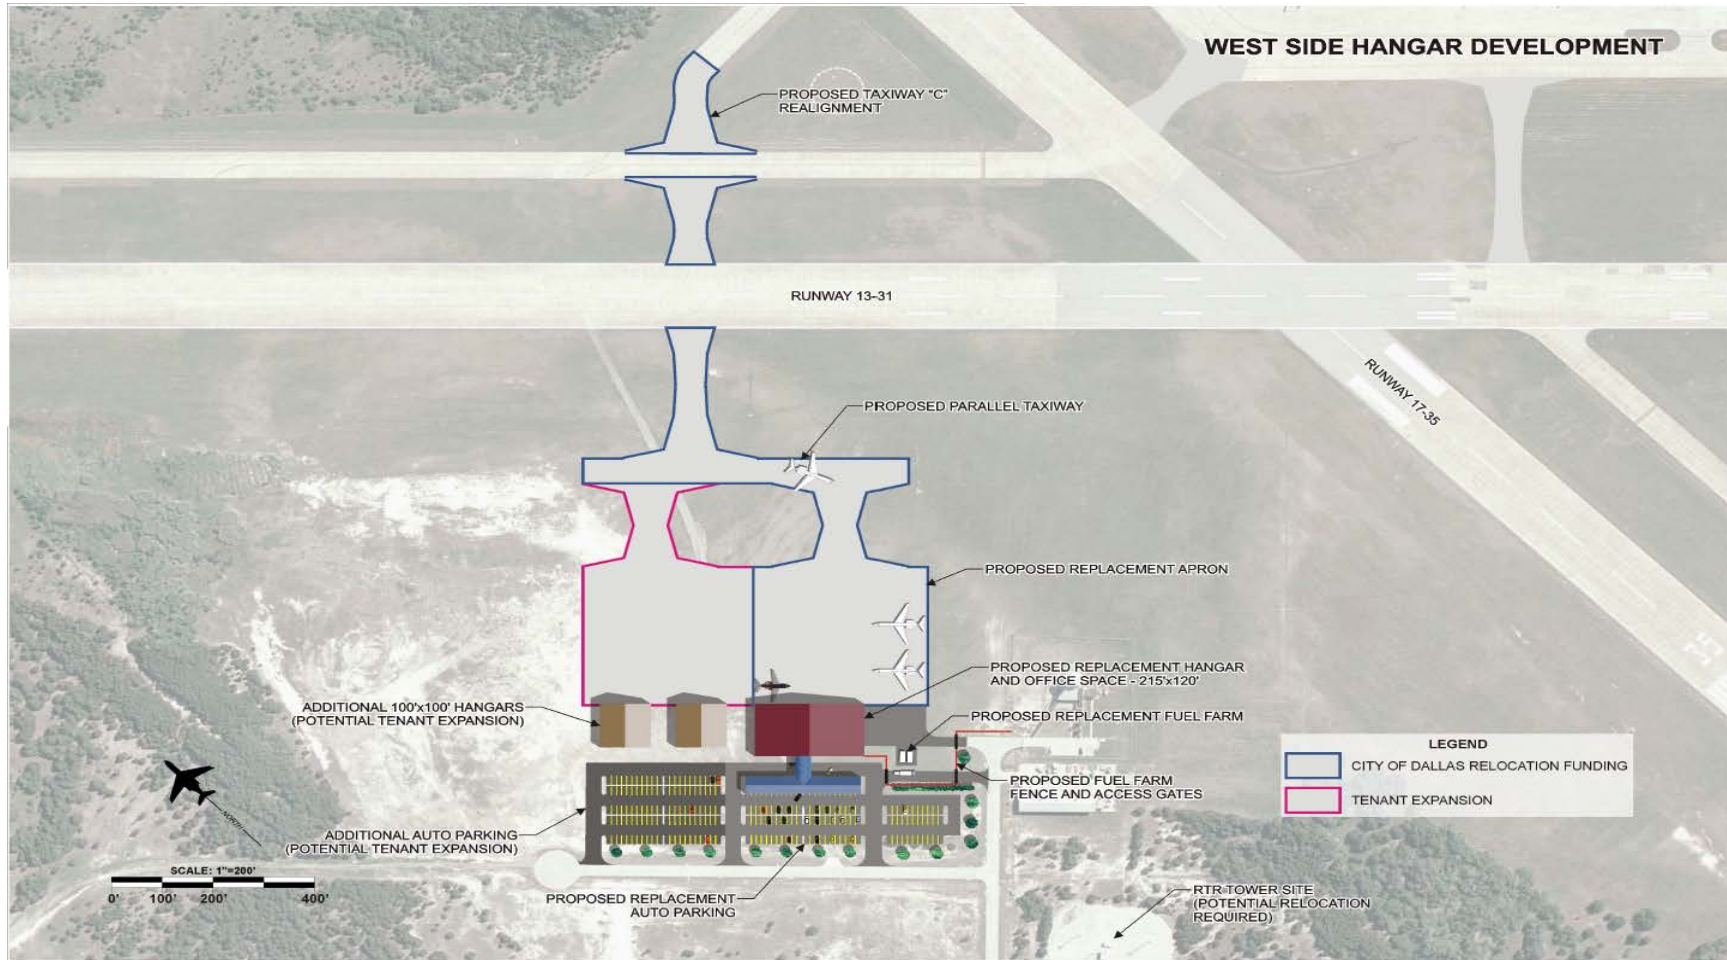 WEST SIDE HANGAR DEVELOPMENT
PROPOSED TAXIWAY "C"
REALIGNMENT
RUNWAY 13-31
RUNWAY 17-35
PROPOSED PARALLEL TAXIWAY
PROPOSED REPLACEMENT APRON
PROPOSED REPLACEMENT HANGAR
AND OFFICE SPACE - 215'x120'
ADDITIONAL 100'x100' HANGARS
(POTENTIAL TENANT EXPANSION)
PROPOSED REPLACEMENT FUEL FARM
LEGEND
CITY OF DALLAS RELOCATION FUNDING
TENANT EXPANSION
PROPOSED FUEL FARM
FENCE AND ACCESS GATES
NORTH
ADDITIONAL AUTO PARKING
(POTENTIAL TENANT EXPANSION)
SCALE: 1"=200'
0' 100' 200' 400'
PROPOSED REPLACEMENT
AUTO PARKING
RTR TOWER SITE
(POTENTIAL RELOCATION
REQUIRED)